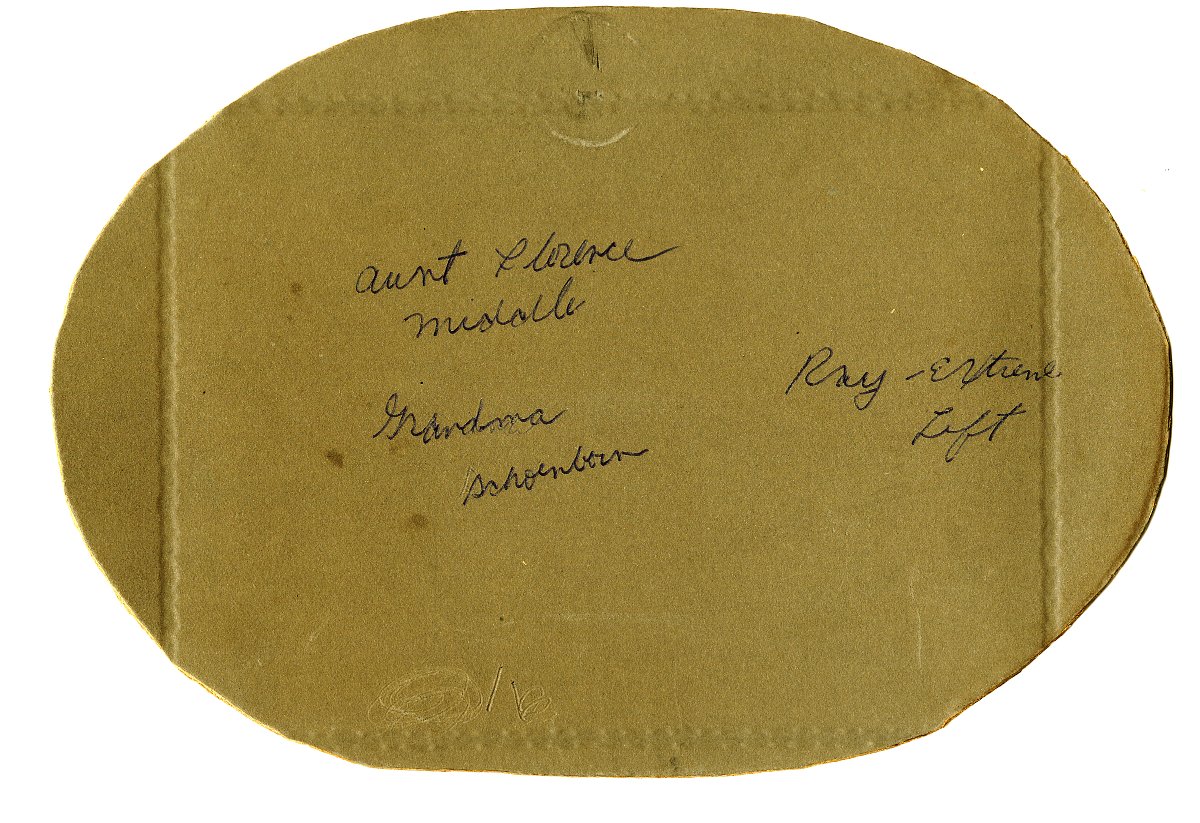 Aunt Florence
Middle
Grandma
Schoenborn
Ray - Extreme
Left